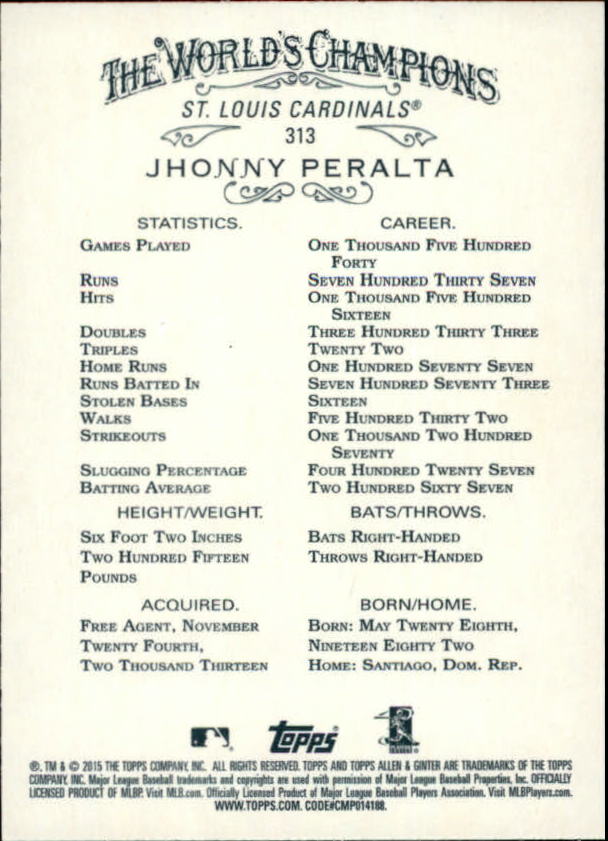 THE WORLD'S CHAMPIONS
ST. LOUIS CARDINALS®
313
JHONNY PERALTA
STATISTICS. CAREER.
GAMES PLAYED ONE THOUSAND FIVE HUNDRED
FORTY
RUNS SEVEN HUNDRED THIRTY SEVEN
HITS ONE THOUSAND FIVE HUNDRED
SIXTEEN
DOUBLES THREE HUNDRED THIRTY THREE
TRIPLES TWENTY TWO
HOME RUNS ONE HUNDRED SEVENTY SEVEN
RUNS BATTED IN SEVEN HUNDRED SEVENTY THREE
STOLEN BASES SIXTEEN
WALKS FIVE HUNDRED THIRTY TWO
STRIKEOUTS ONE THOUSAND TWO HUNDRED
SEVENTY
SLUGGING PERCENTAGE FOUR HUNDRED TWENTY SEVEN
BATTING AVERAGE TWO HUNDRED SIXTY SEVEN
HEIGHT/WEIGHT. BATS/THROWS.
SIX FOOT TWO INCHES BATS RIGHT-HANDED
TWO HUNDRED FIFTEEN THROWS RIGHT-HANDED
POUNDS
ACQUIRED. BORN/HOME.
FREE AGENT, NOVEMBER BORN: MAY TWENTY EIGHTH,
TWENTY FOURTH, NINETEEN EIGHTY TWO
TWO THOUSAND THIRTEEN HOME: SANTIAGO, DOM. REP.
TOPPS
®, TM & © 2015 THE TOPPS COMPANY, INC. ALL RIGHTS RESERVED. TOPPS AND TOPPS ALLEN & GINTER ARE TRADEMARKS OF THE TOPPS
COMPANY, INC. Major League Baseball trademarks and copyrights are used with permission of Major League Baseball Properties, Inc. OFFICIALLY
LICENSED PRODUCT OF MLBP. Visit MLB.com. Officially Licensed Product of Major League Baseball Players Association. Visit MLBPlayers.com.
WWW.TOPPS.COM. CODE#CMP014188.